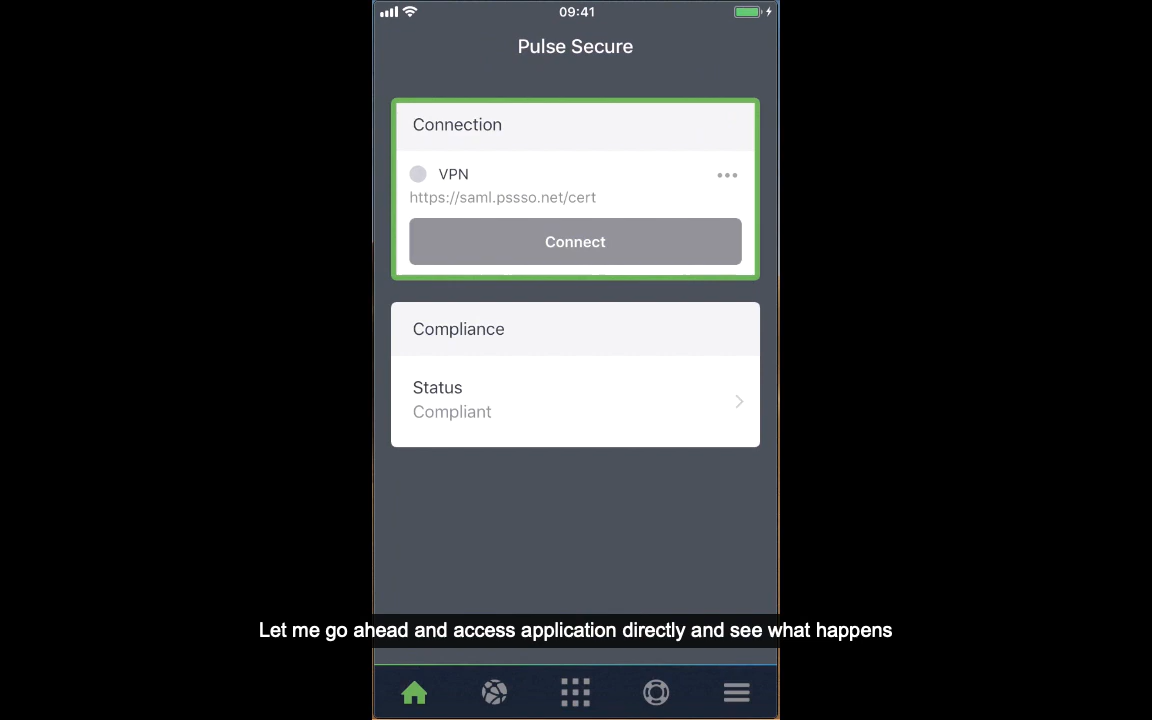 09:41
Pulse Secure
Connection
VPN
https://saml.pssso.net/cert
Connect
Compliance
Status
Compliant
Let me go ahead and access application directly and see what happens